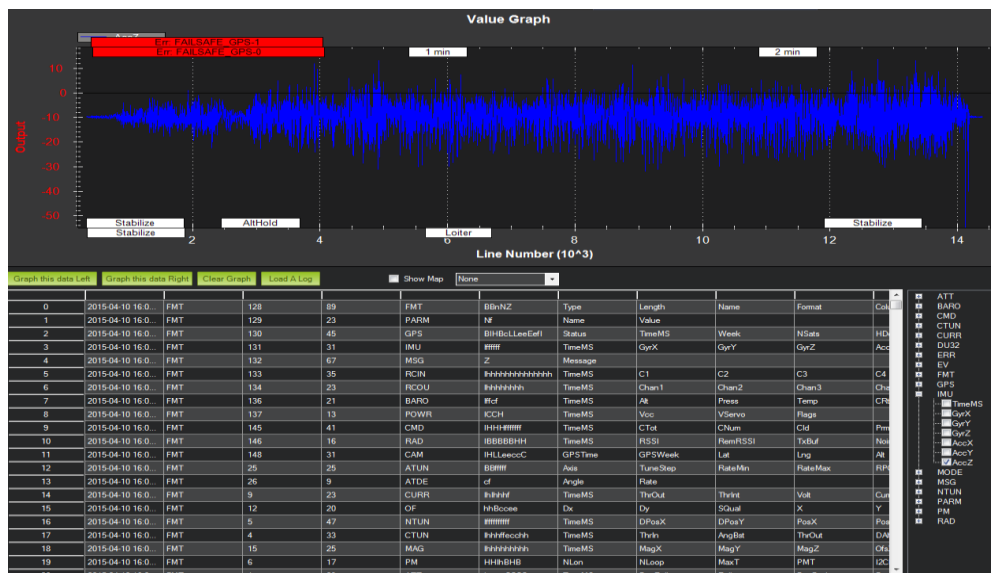 Value Graph
AccZ
Err: FAILSAFE_GPS-1
Err: FAILSAFE_GPS-0
1 min
2 min
10
0
-10
-20
-30
-40
-50
Output
Stabilize
AltHold
Stabilize
Stabilize
Loiter
2
4
6
8
10
12
14
Line Number (10^3)
Graph this data Left
Graph this data Right
Clear Graph
Load A Log
Show Map
None
0 2015-04-10 16:0... FMT 128 89 FMT BBnNZ Type Length Name Format
1 2015-04-10 16:0... FMT 129 23 PARM Nf Name Value
2 2015-04-10 16:0... FMT 130 45 GPS BIHBcLLeeEefI Status TimeMS Week NSats
3 2015-04-10 16:0... FMT 131 31 IMU Iffffff TimeMS GyrX GyrY GyrZ Acc
4 2015-04-10 16:0... FMT 132 67 MSG Z Message
5 2015-04-10 16:0... FMT 133 35 RCIN Ihhhhhhhhhhhhhh TimeMS C1 C2 C3 C4
6 2015-04-10 16:0... FMT 134 23 RCOU Ihhhhhhhh TimeMS Chan1 Chan2 Chan3 Cha
7 2015-04-10 16:0... FMT 136 21 BARO Iffcf TimeMS Alt Press Temp CRt
8 2015-04-10 16:0... FMT 137 13 POWR ICCH TimeMS Vcc VServo Flags
9 2015-04-10 16:0... FMT 145 41 CMD IHHHfffffff TimeMS CTot CNum CId Prm
10 2015-04-10 16:0... FMT 146 16 RAD IBBBBBHH TimeMS RSSI RemRSSI TxBuf Noi
11 2015-04-10 16:0... FMT 148 31 CAM IHLLeeccC GPSTime GPSWeek Lat Lng Alt
12 2015-04-10 16:0... FMT 25 25 ATUN BBfffff Axis TuneStep RateMin RateMax RPG
13 2015-04-10 16:0... FMT 26 9 ATDE cf Angle Rate
14 2015-04-10 16:0... FMT 9 23 CURR IhIhhhf TimeMS ThrOut ThrInt Volt Cur
15 2015-04-10 16:0... FMT 12 20 OF hhBccee Dx Dy SQual X Y
16 2015-04-10 16:0... FMT 5 47 NTUN Iffffffffff TimeMS DPosX DPosY PosX Pos
17 2015-04-10 16:0... FMT 4 33 CTUN Ihhhffecchh TimeMS ThrIn AngBst ThrOut DAl
18 2015-04-10 16:0... FMT 15 25 MAG Ihhhhhhhhh TimeMS MagX MagY MagZ Ofs
19 2015-04-10 16:0... FMT 6 17 PM HHIhBHB NLon NLoop MaxT PMT I2C
ATT
BARO
CMD
CTUN
CURR
DU32
ERR
EV
FMT
GPS
IMU
TimeMS
GyrX
GyrY
GyrZ
AccX
AccY
AccZ
MODE
MSG
NTUN
PARM
PM
RAD